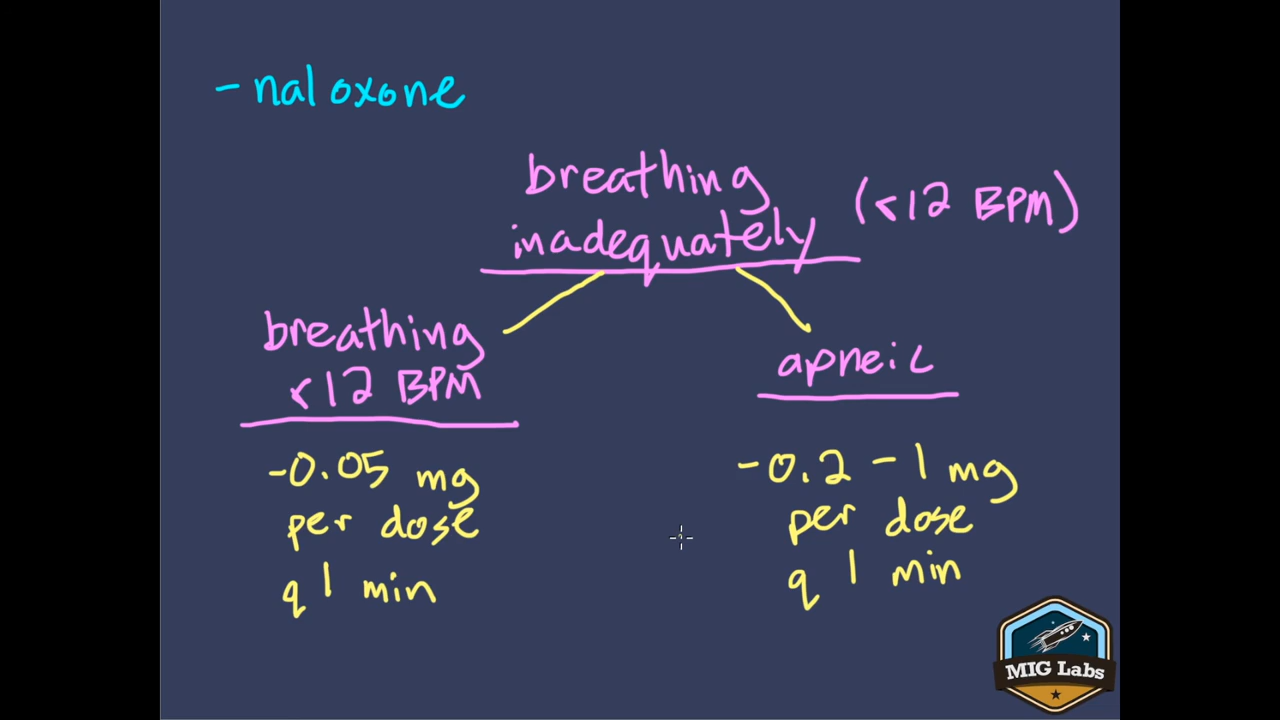 - naloxone
breathing
inadequately
(<12 BPM)
breathing
<12 BPM
-0.05 mg
per dose
q 1 min
apneic
-0.2 - 1 mg
per dose
q 1 min
MIG Labs